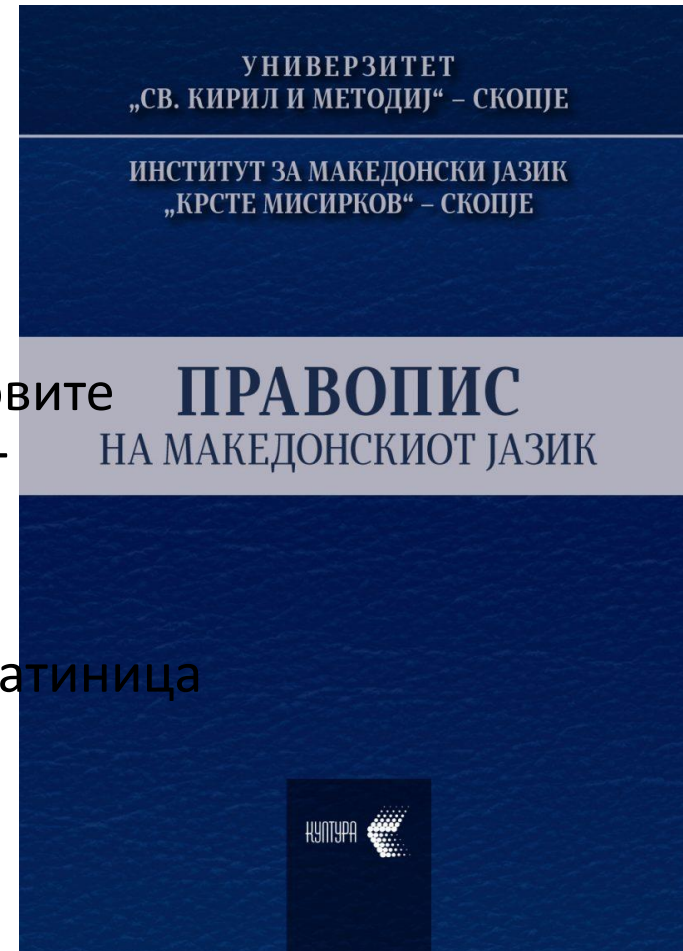 УНИВЕРЗИТЕТ
„СВ. КИРИЛ И МЕТОДИЈ“ – СКОПЈЕ
ИНСТИТУТ ЗА МАКЕДОНСКИ ЈАЗИК
„КРСТЕ МИСИРКОВ“ – СКОПЈЕ
ПРАВОПИС
НА МАКЕДОНСКИОТ ЈАЗИК
КУЛТУРА